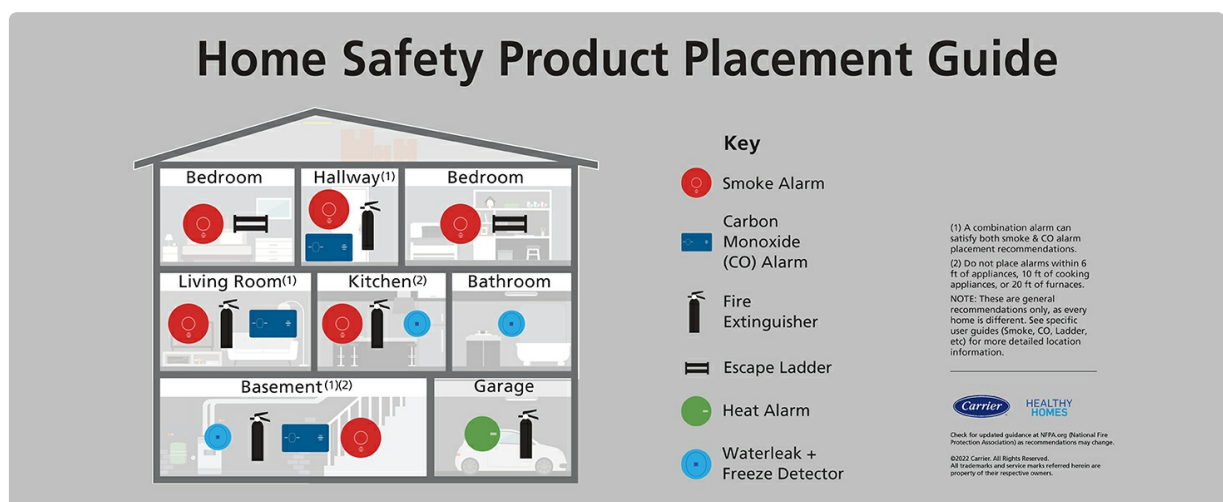 Home Safety Product Placement Guide
Bedroom
Hallway(1)
Bedroom
Living Room(1)
Kitchen(2)
Bathroom
Basement(1)(2)
Garage
Key
Smoke Alarm
Carbon
Monoxide
(CO) Alarm
Fire
Extinguisher
Escape Ladder
Heat Alarm
Waterleak +
Freeze Detector
(1) A combination alarm can
satisfy both smoke & CO alarm
placement recommendations.
(2) Do not place alarms within 6
ft of appliances, 10 ft of cooking
appliances, or 20 ft of furnaces.
NOTE: These are general
recommendations only, as every
home is different. See specific
user guides (Smoke, CO, Ladder,
etc) for more detailed location
information.
Carrier
HEALTHY
HOMES
Check for updated guidance at NFPA.org (National Fire
Protection Association) as recommendations may change.
©2022 Carrier. All Rights Reserved.
All trademarks and service marks referred herein are
property of their respective owners.